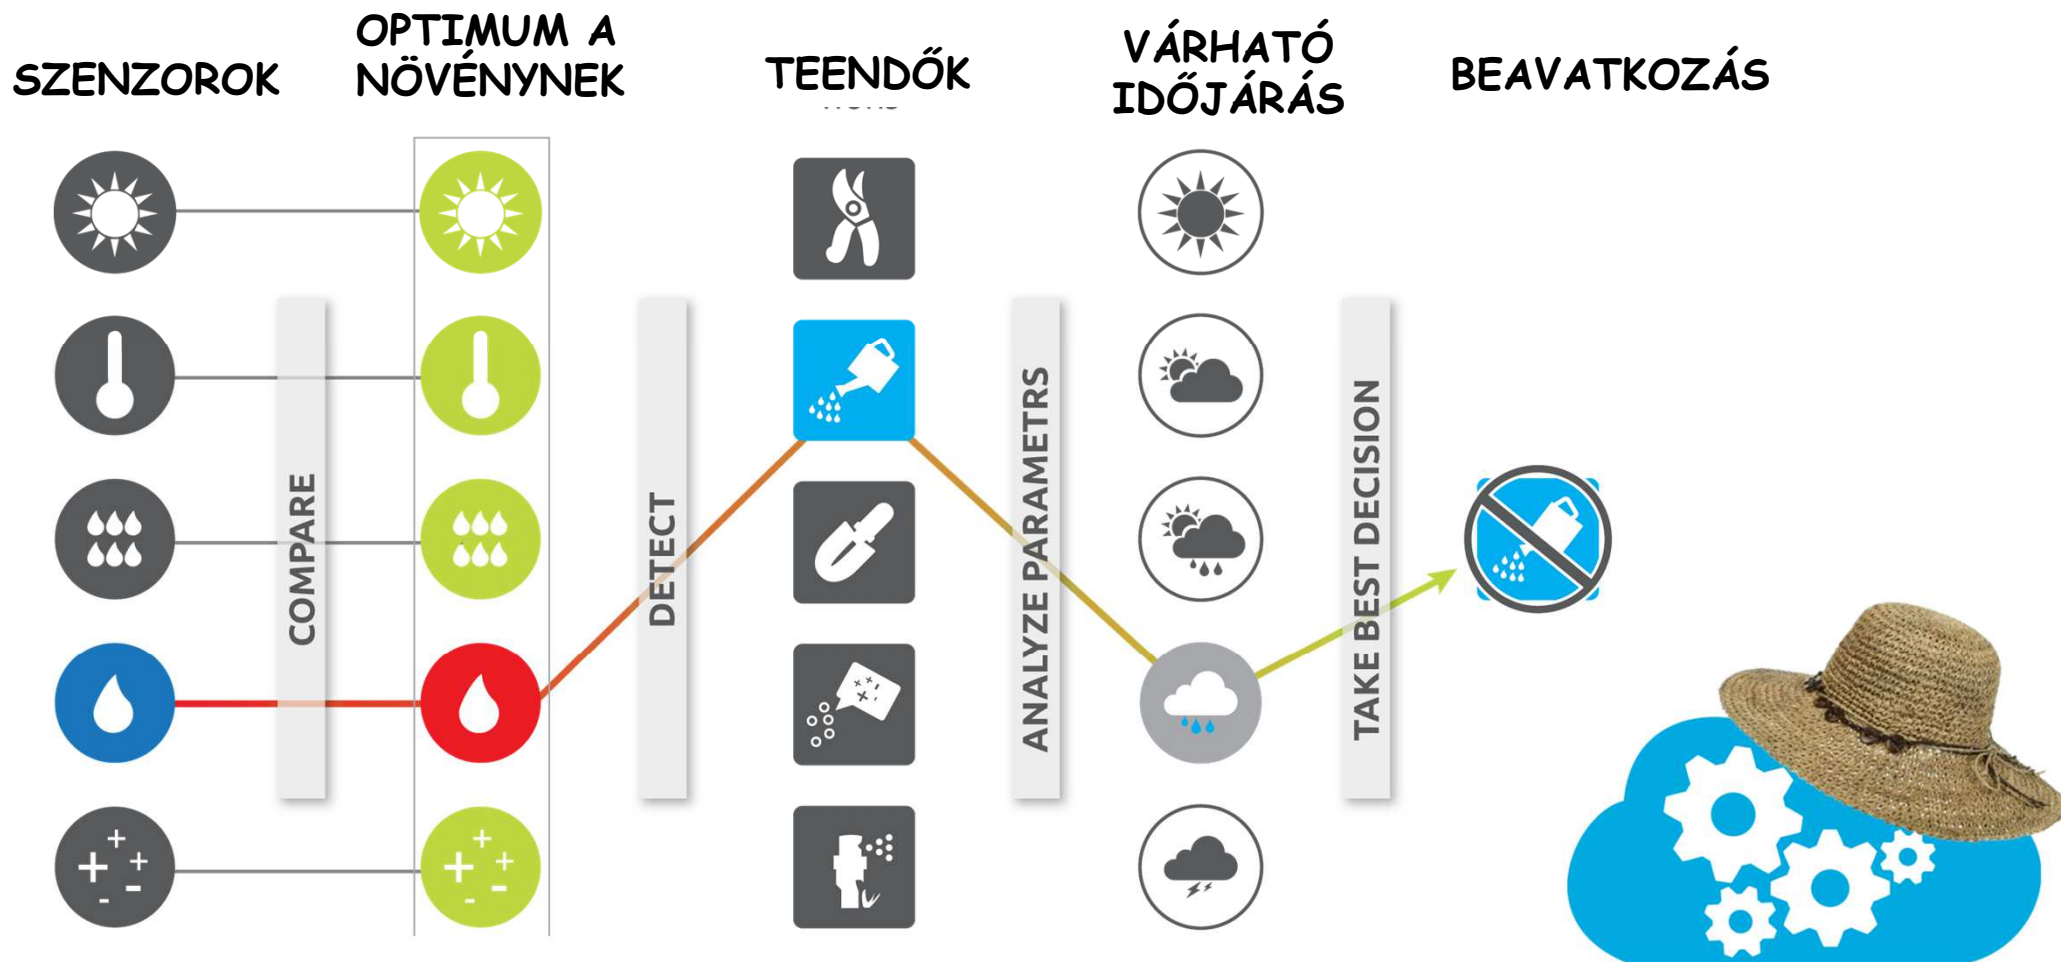 SZENZOROK
OPTIMUM A
NÖVÉNYNEK
TEENDŐK
VÁRHATÓ
IDŐJÁRÁS
BEAVATKOZÁS
COMPARE
DETECT
ANALYZE PARAMETRS
TAKE BEST DECISION